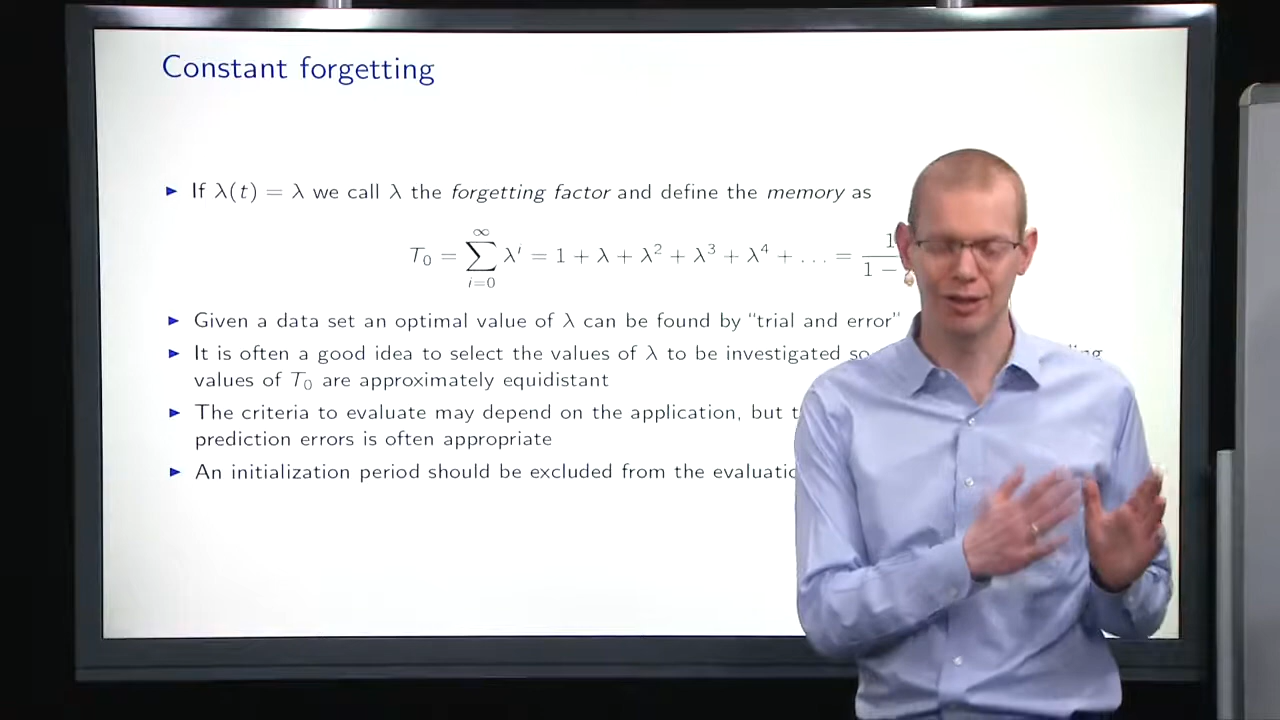 Constant forgetting
If λ(t) = λ we call λ the forgetting factor and define the memory as
T₀ = ∑_{i=0}^{∞} λⁱ = 1 + λ + λ² + λ³ + λ⁴ + ... = 1 / 1 −
Given a data set an optimal value of λ can be found by “trial and error”
It is often a good idea to select the values of λ to be investigated so
values of T₀ are approximately equidistant
The criteria to evaluate may depend on the application, but
prediction errors is often appropriate
An initialization period should be excluded from the